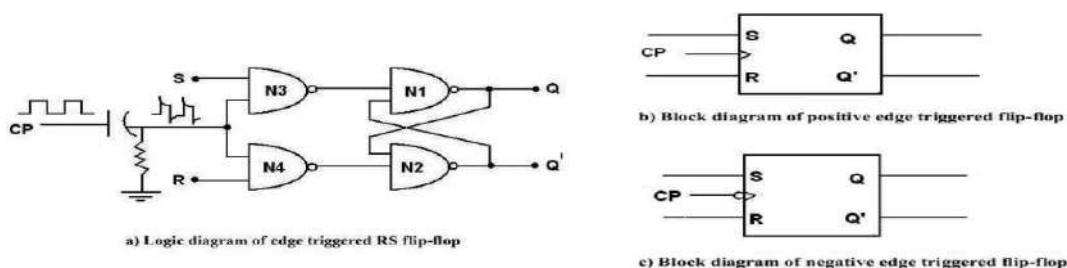 S
N3
N1
Q
CP
R
N4
N2
Q'
a) Logic diagram of edge triggered RS flip-flop
S
Q
CP
R
Q'
b) Block diagram of positive edge triggered flip-flop
S
Q
CP
R
Q'
c) Block diagram of negative edge triggered flip-flop